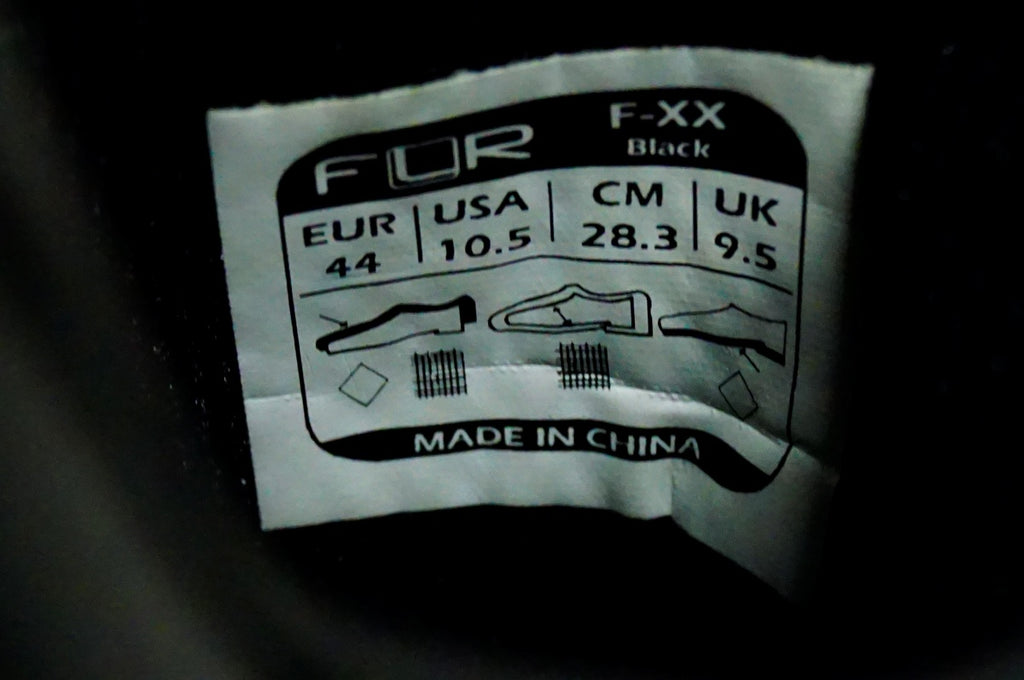 FLR F-XX
Black
EUR USA CM UK
44 10.5 28.3 9.5
MADE IN CHINA